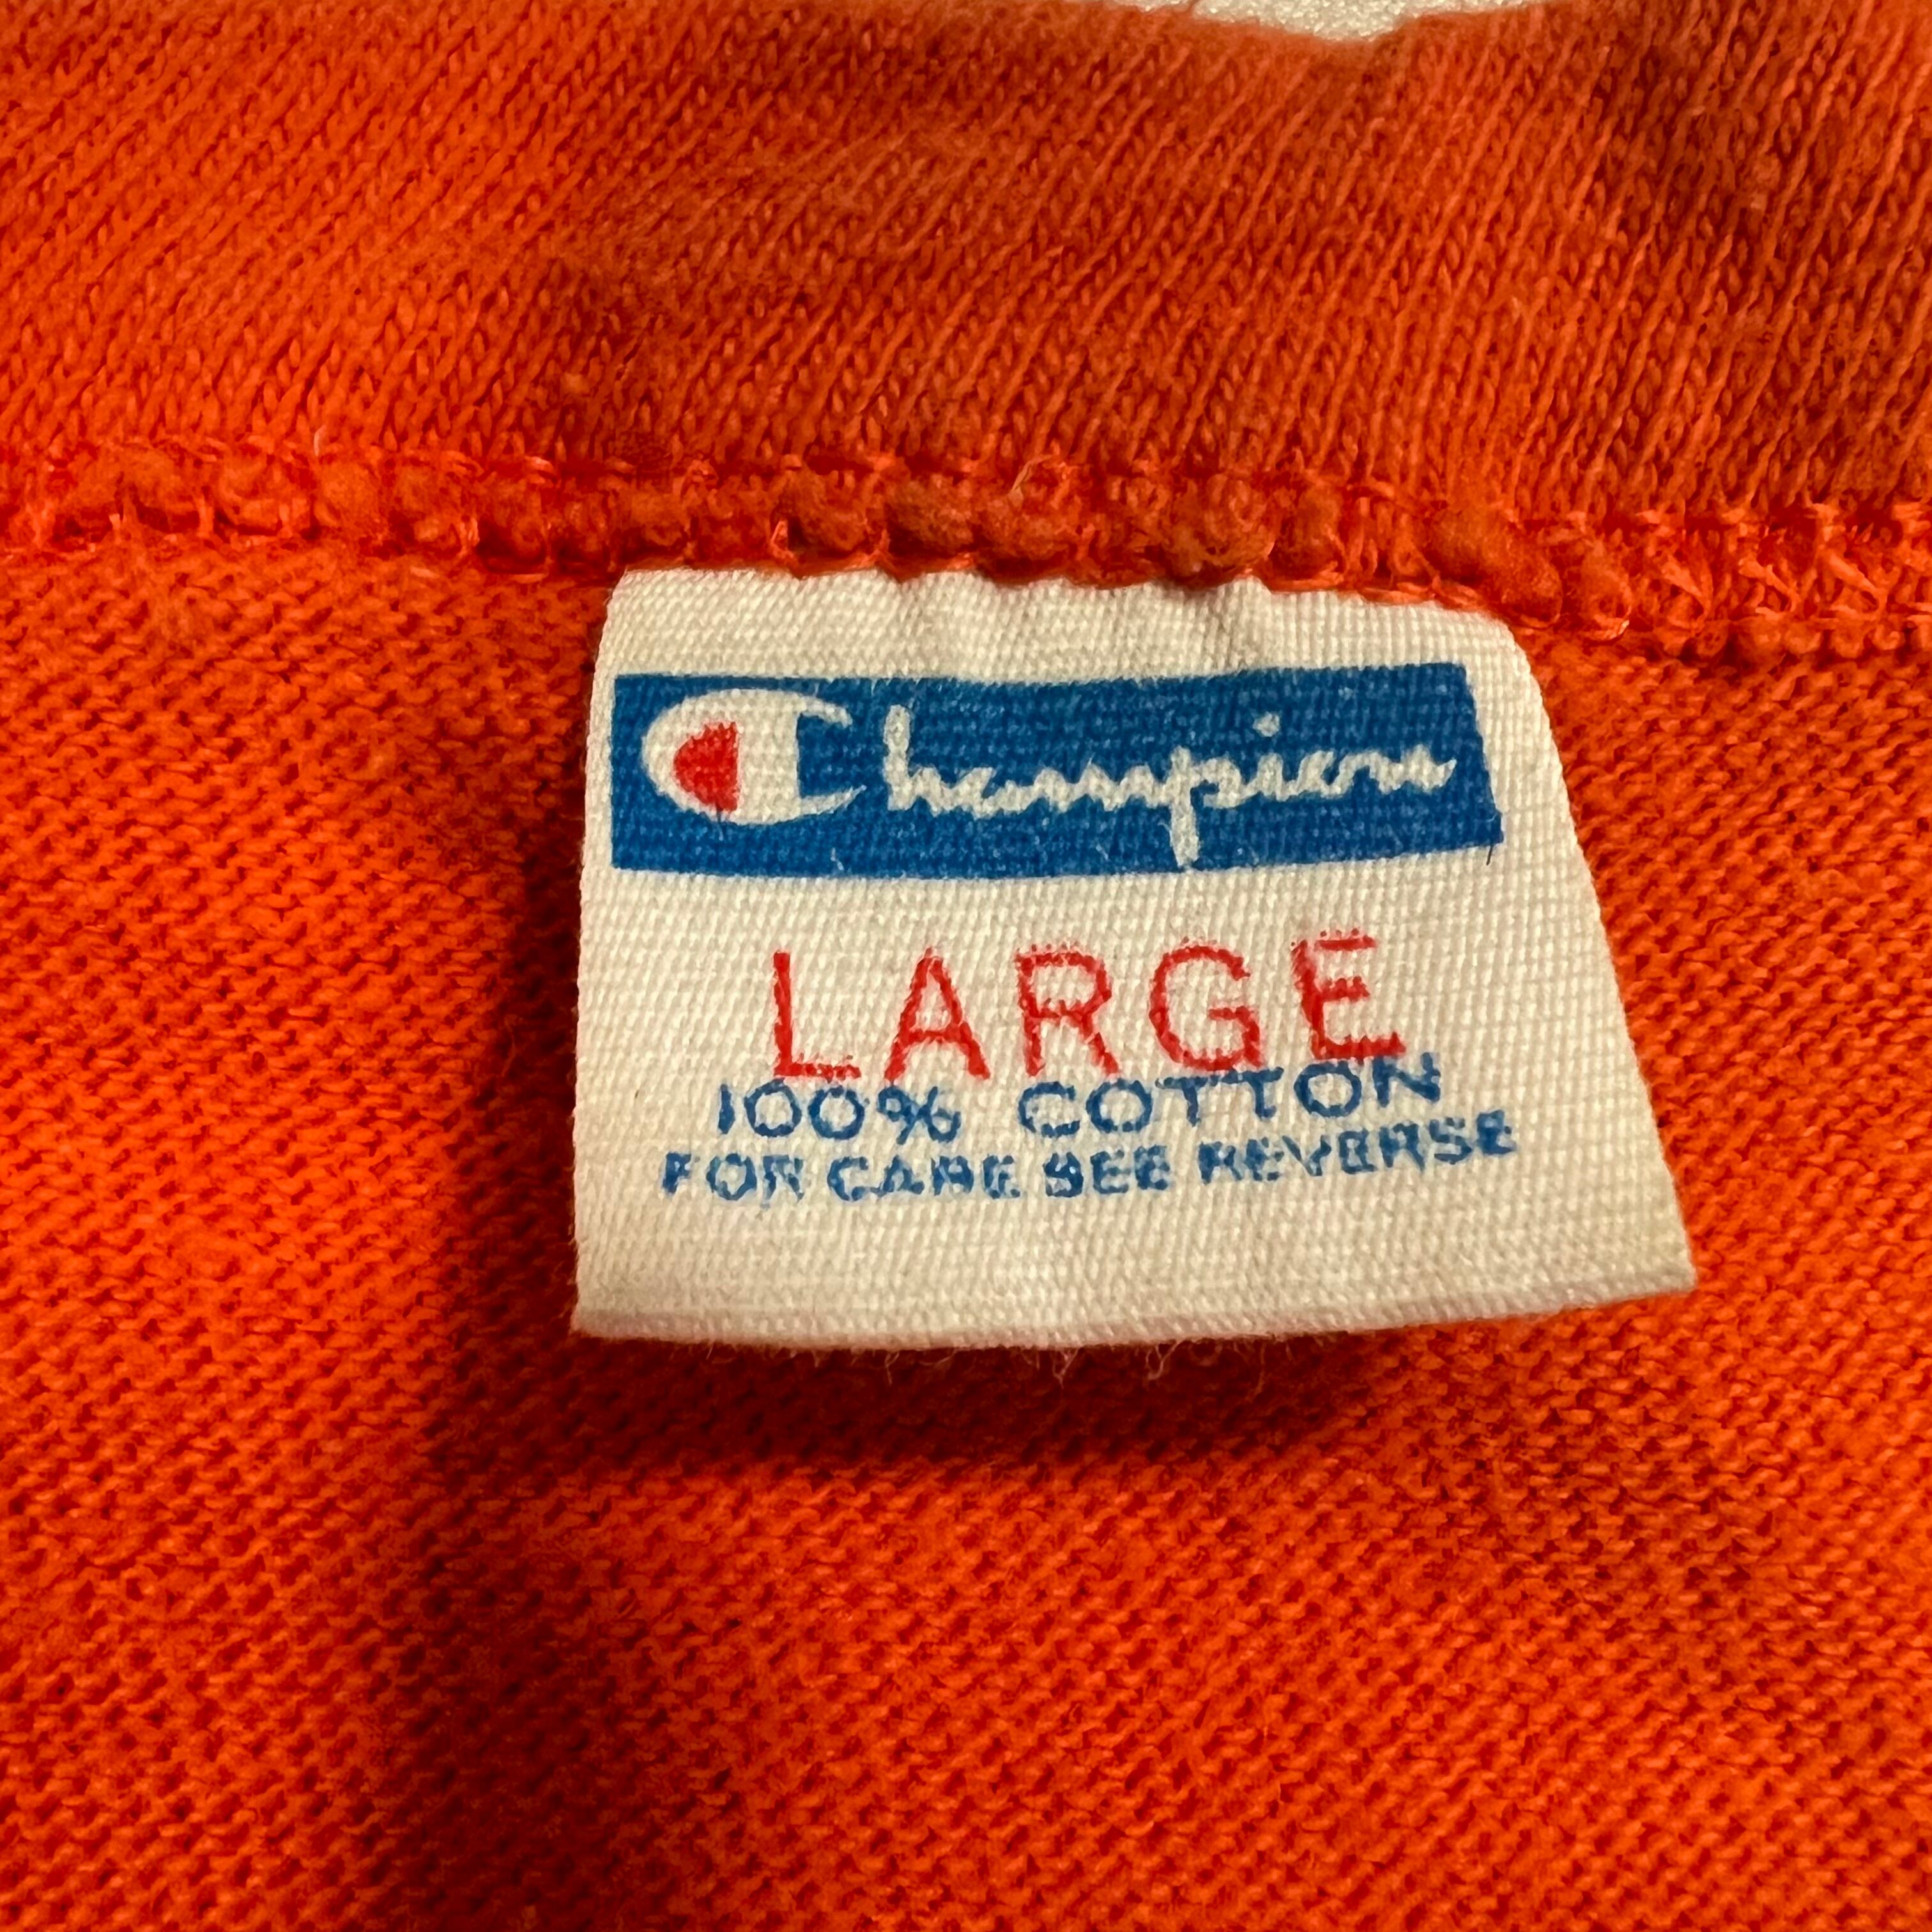 Champion
LARGE
100% COTTON
FOR CARE SEE REVERSE